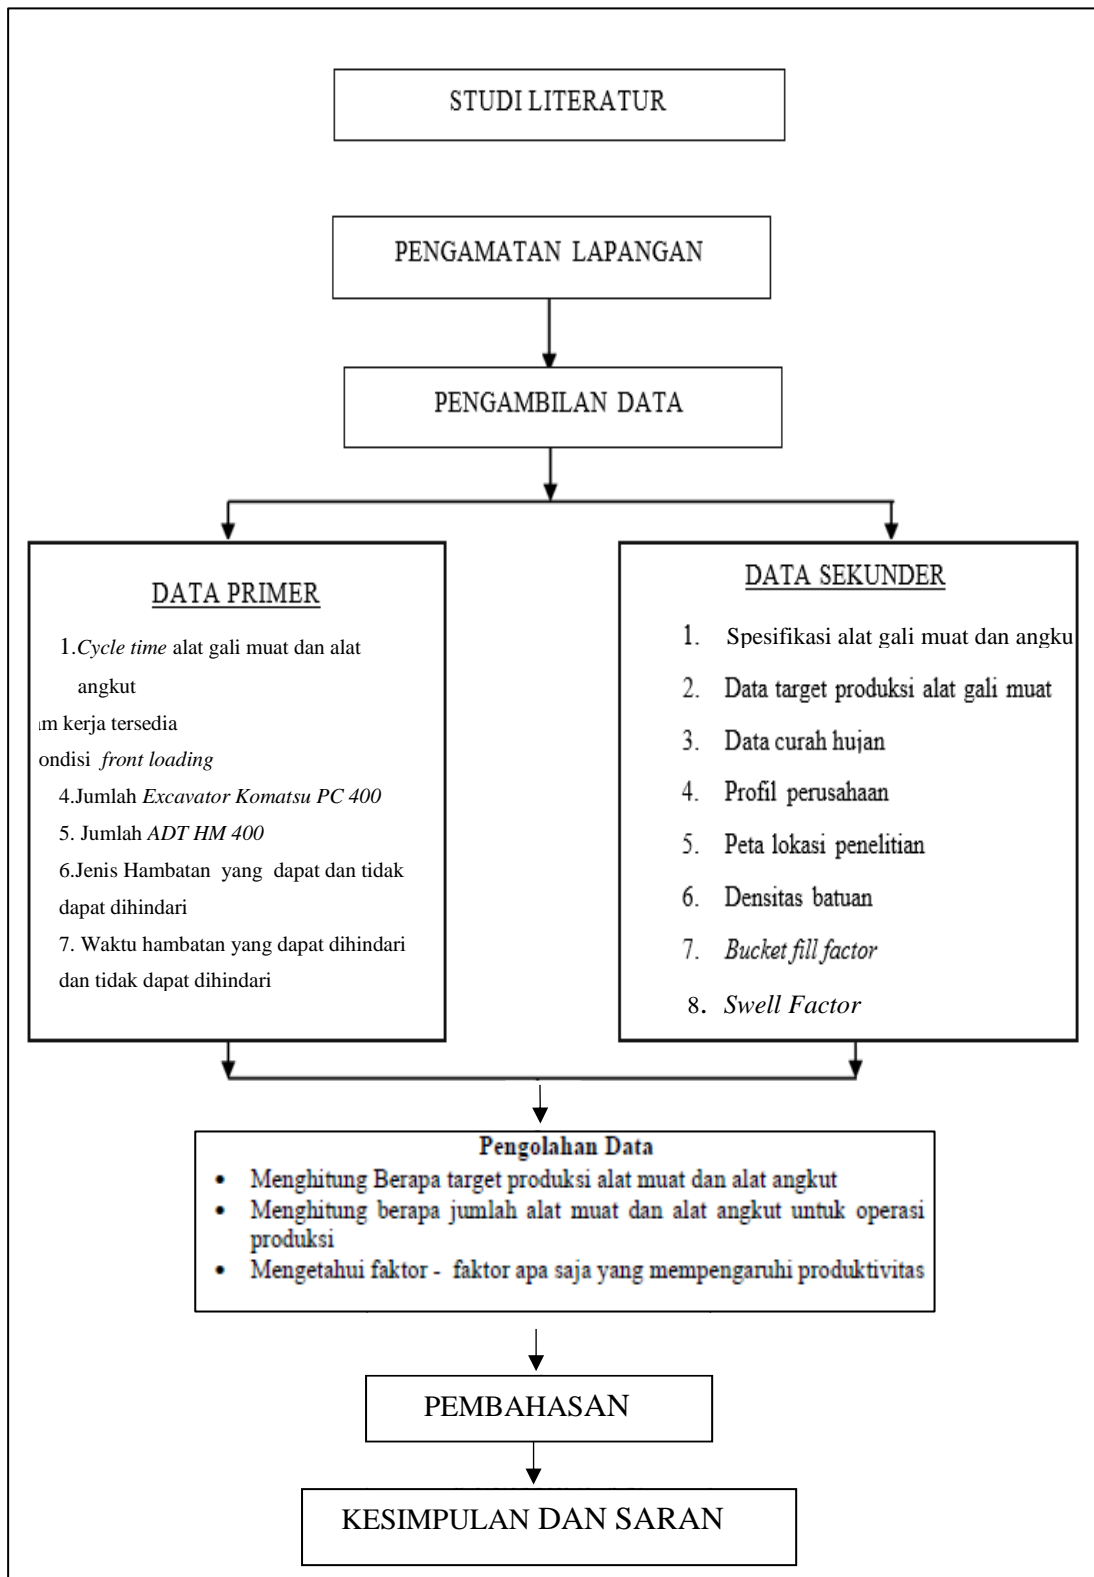 STUDI LITERATUR
PENGAMATAN LAPANGAN
PENGAMBILAN DATA
DATA PRIMER
1.Cycle time alat gali muat dan alat
angkut
kerja tersedia
front loading
4.Jumlah Excavator Komatsu PC 400
5. Jumlah ADT HM 400
6.Jenis Hambatan yang dapat dan tidak
dapat dihindari
7. Waktu hambatan yang dapat dihindari
dan tidak dapat dihindari
DATA SEKUNDER
1. Spesifikasi alat gali muat dan angku
2. Data target produksi alat gali muat
3. Data curah hujan
4. Profil perusahaan
5. Peta lokasi penelitian
6. Densitas batuan
7. Bucket fill factor
8. Swell Factor
Pengolahan Data
• Menghitung Berapa target produksi alat muat dan alat angkut
• Menghitung berapa jumlah alat muat dan alat angkut untuk operasi
produksi
• Mengetahui faktor - faktor apa saja yang mempengaruhi produktivitas
PEMBAHASAN
KESIMPULAN DAN SARAN